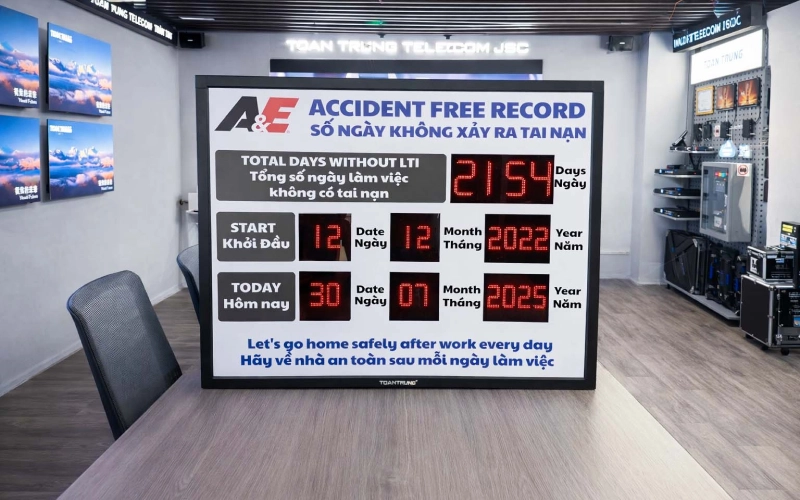 TOAN TRUNG TELECOM JSC
TOAN TRUNG
A&E
ACCIDENT FREE RECORD
SỐ NGÀY KHÔNG XẢY RA TAI NẠN
TOTAL DAYS WITHOUT LTI
Tổng số ngày làm việc
không có tai nạn
2154
Days
Ngày
START
Khởi Đầu
12
Date
Ngày
12
Month
Tháng
2022
Year
Năm
TODAY
Hôm nay
30
Date
Ngày
07
Month
Tháng
2025
Year
Năm
Let's go home safely after work every day
Hãy về nhà an toàn sau mỗi ngày làm việc
TOANTRUNG